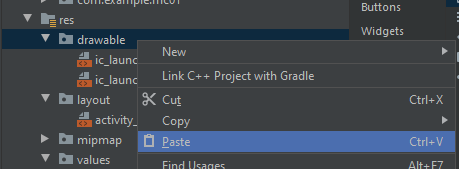 com.example.mc01
Buttons
res
Widgets
drawable
New
ic_launc
Link C++ Project with Gradle
ic_launc
Cut Ctrl+X
layout
Copy
activity_
Paste Ctrl+V
mipmap
values
Find Usages Alt+F7